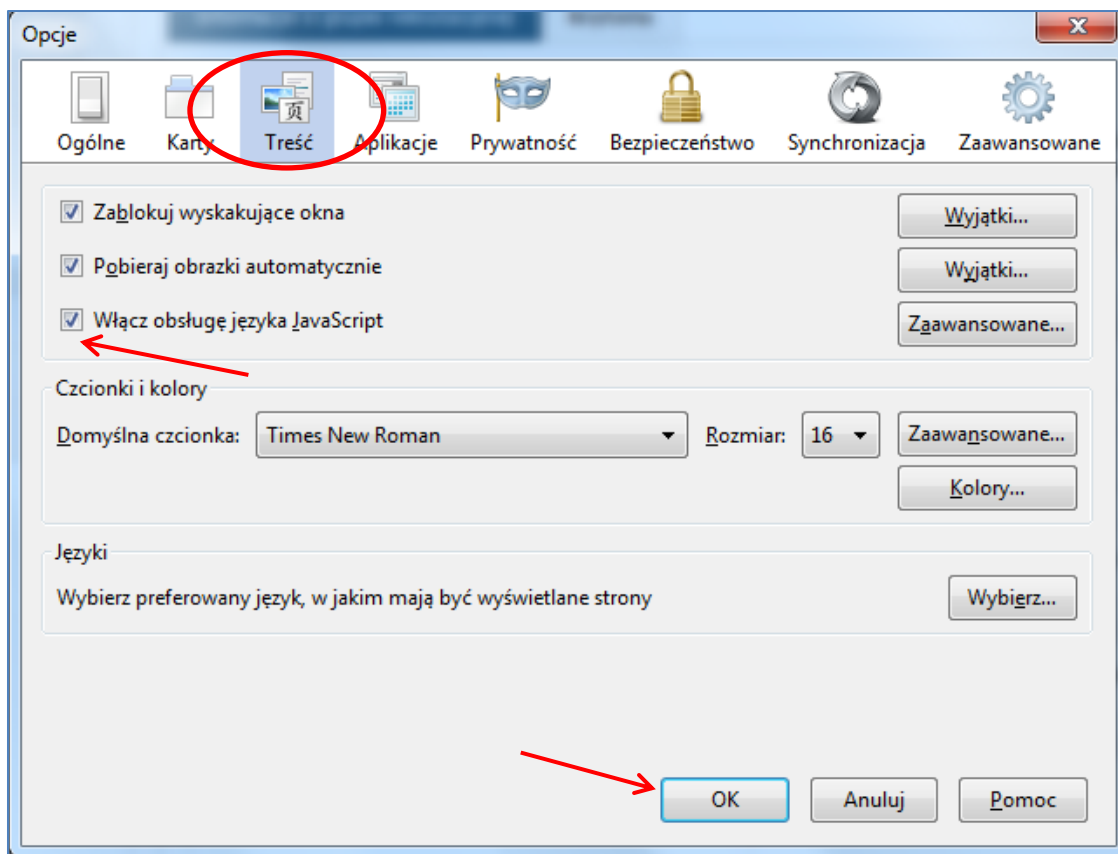 Opcje
Ogólne Karty Treść Aplikacje Prywatność Bezpieczeństwo Synchronizacja Zaawansowane
Zablokuj wyskakujące okna Wyjątki...
Pobieraj obrazki automatycznie Wyjątki...
Włącz obsługę języka JavaScript Zaawansowane...
Czcionki i kolory
Domyślna czcionka: Times New Roman Rozmiar: 16 Zaawansowane...
Kolory...
Języki
Wybierz preferowany język, w jakim mają być wyświetlane strony Wybierz...
OK Anuluj Pomoc